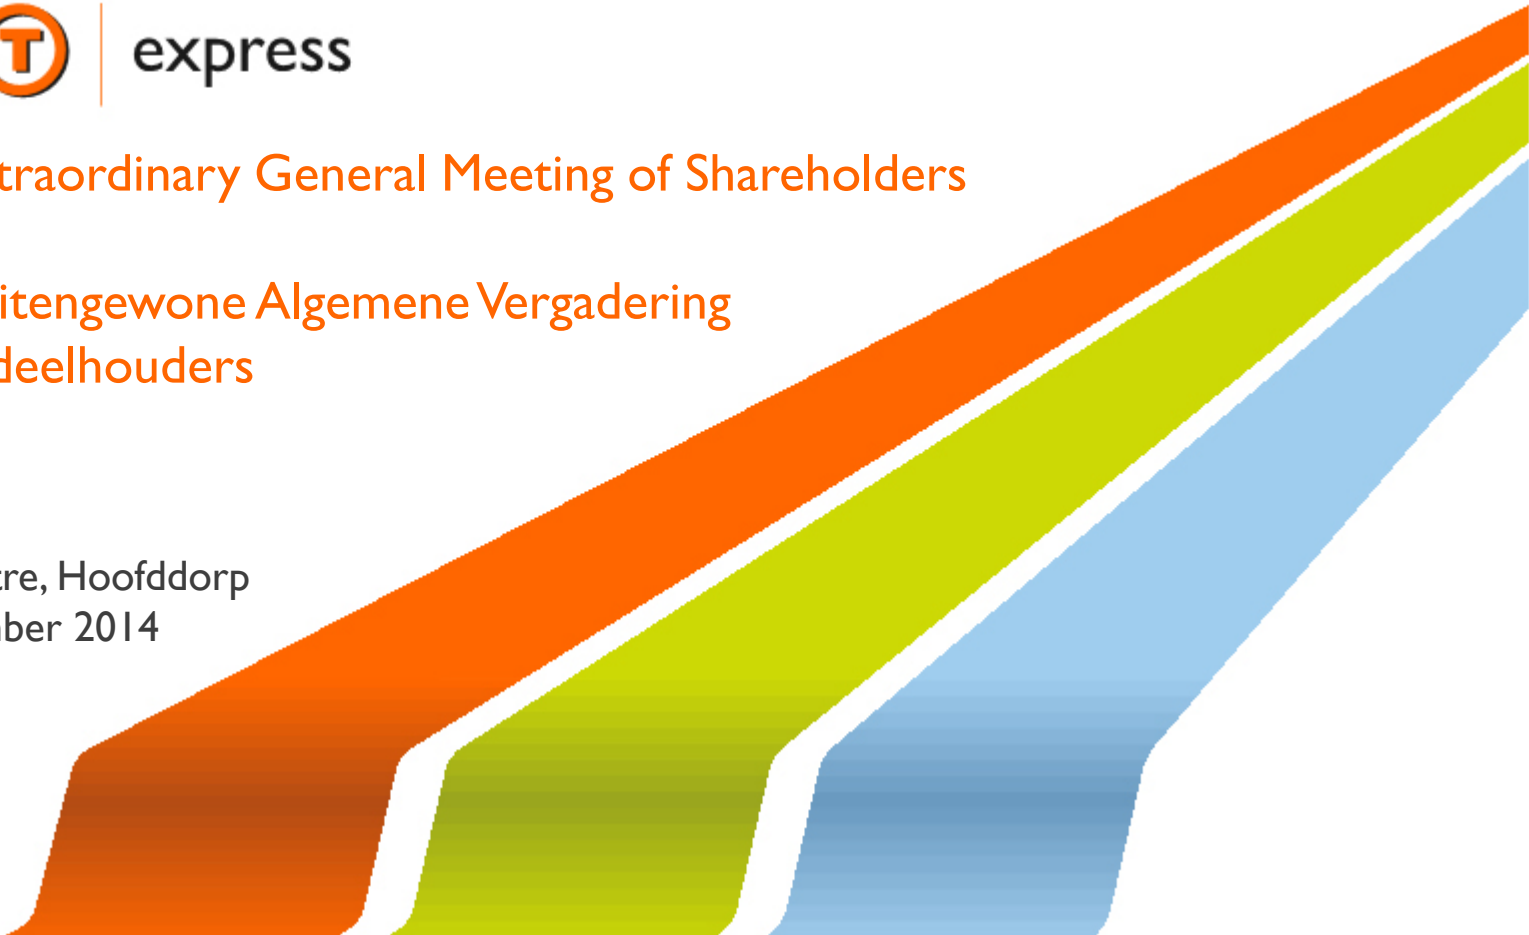 T express
traordinary General Meeting of Shareholders
itengewone Algemene Vergadering
deelhouders
tre, Hoofddorp
ber 2014